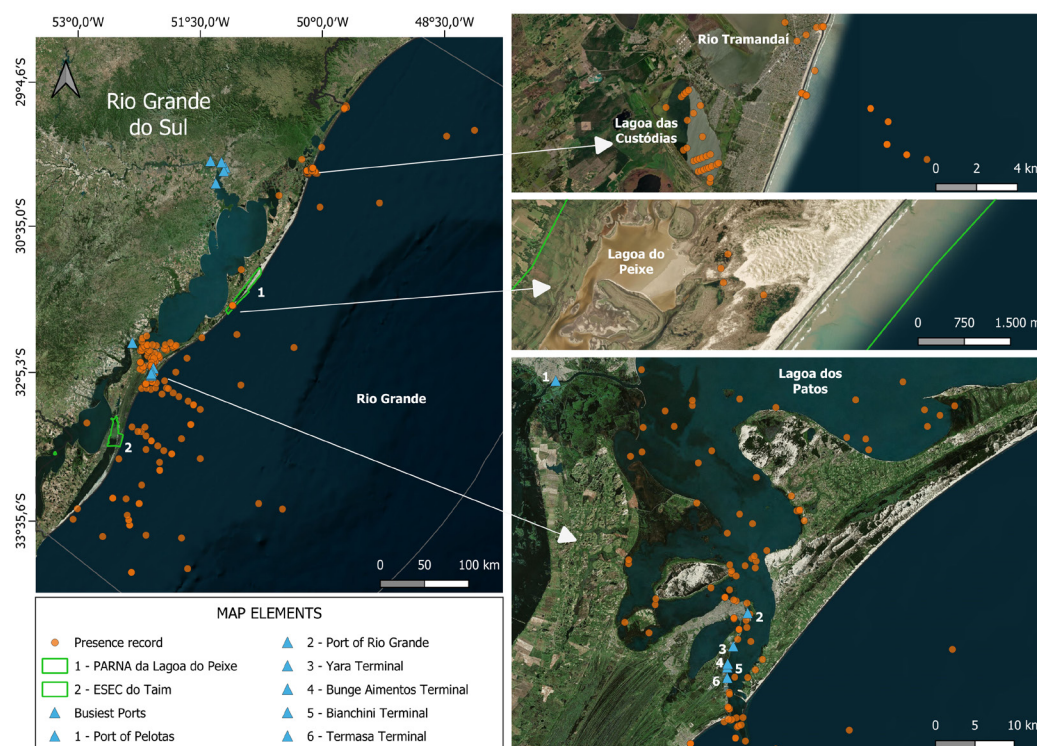 53°0,0'W 51°30,0'W 50°0,0'W 48°30,0'W
29°4,6'S
30°35,0'S
32°5,3'S
33°35,6'S
Rio Grande
do Sul
1
2
Rio Grande
0 50 100 km
Rio Tramandaí
Lagoa das
Custódias
0 2 4 km
Lagoa do
Peixe
0 750 1.500 m
Lagoa dos
Patos
1
2
3
4
5
6
0 5 10 km
MAP ELEMENTS
Presence record
1 - PARNA da Lagoa do Peixe
2 - ESEC do Taim
Busiest Ports
1 - Port of Pelotas
2 - Port of Rio Grande
3 - Yara Terminal
4 - Bunge Aimentos Terminal
5 - Bianchini Terminal
6 - Termasa Terminal